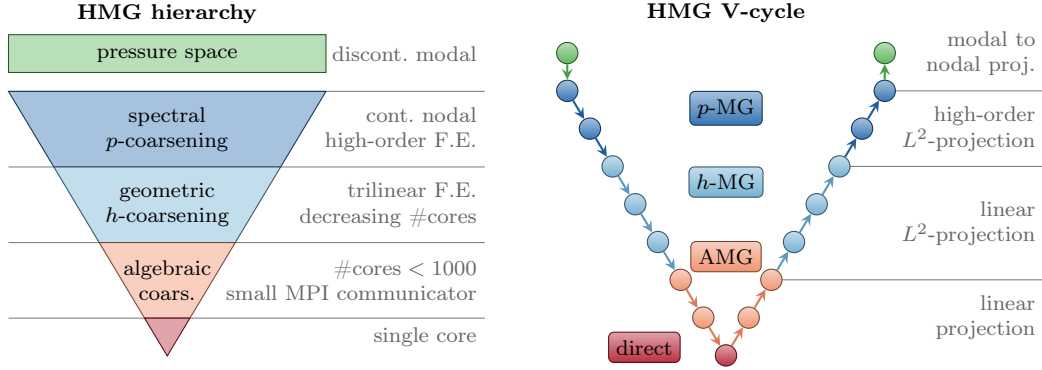 HMG hierarchy
pressure space
discont. modal
spectral
p-coarsening
cont. nodal
high-order F.E.
geometric
h-coarsening
trilinear F.E.
decreasing #cores
algebraic
coars.
#cores < 1000
small MPI communicator
single core
HMG V-cycle
modal to
nodal proj.
p-MG
high-order
L²-projection
h-MG
linear
L²-projection
AMG
linear
projection
direct